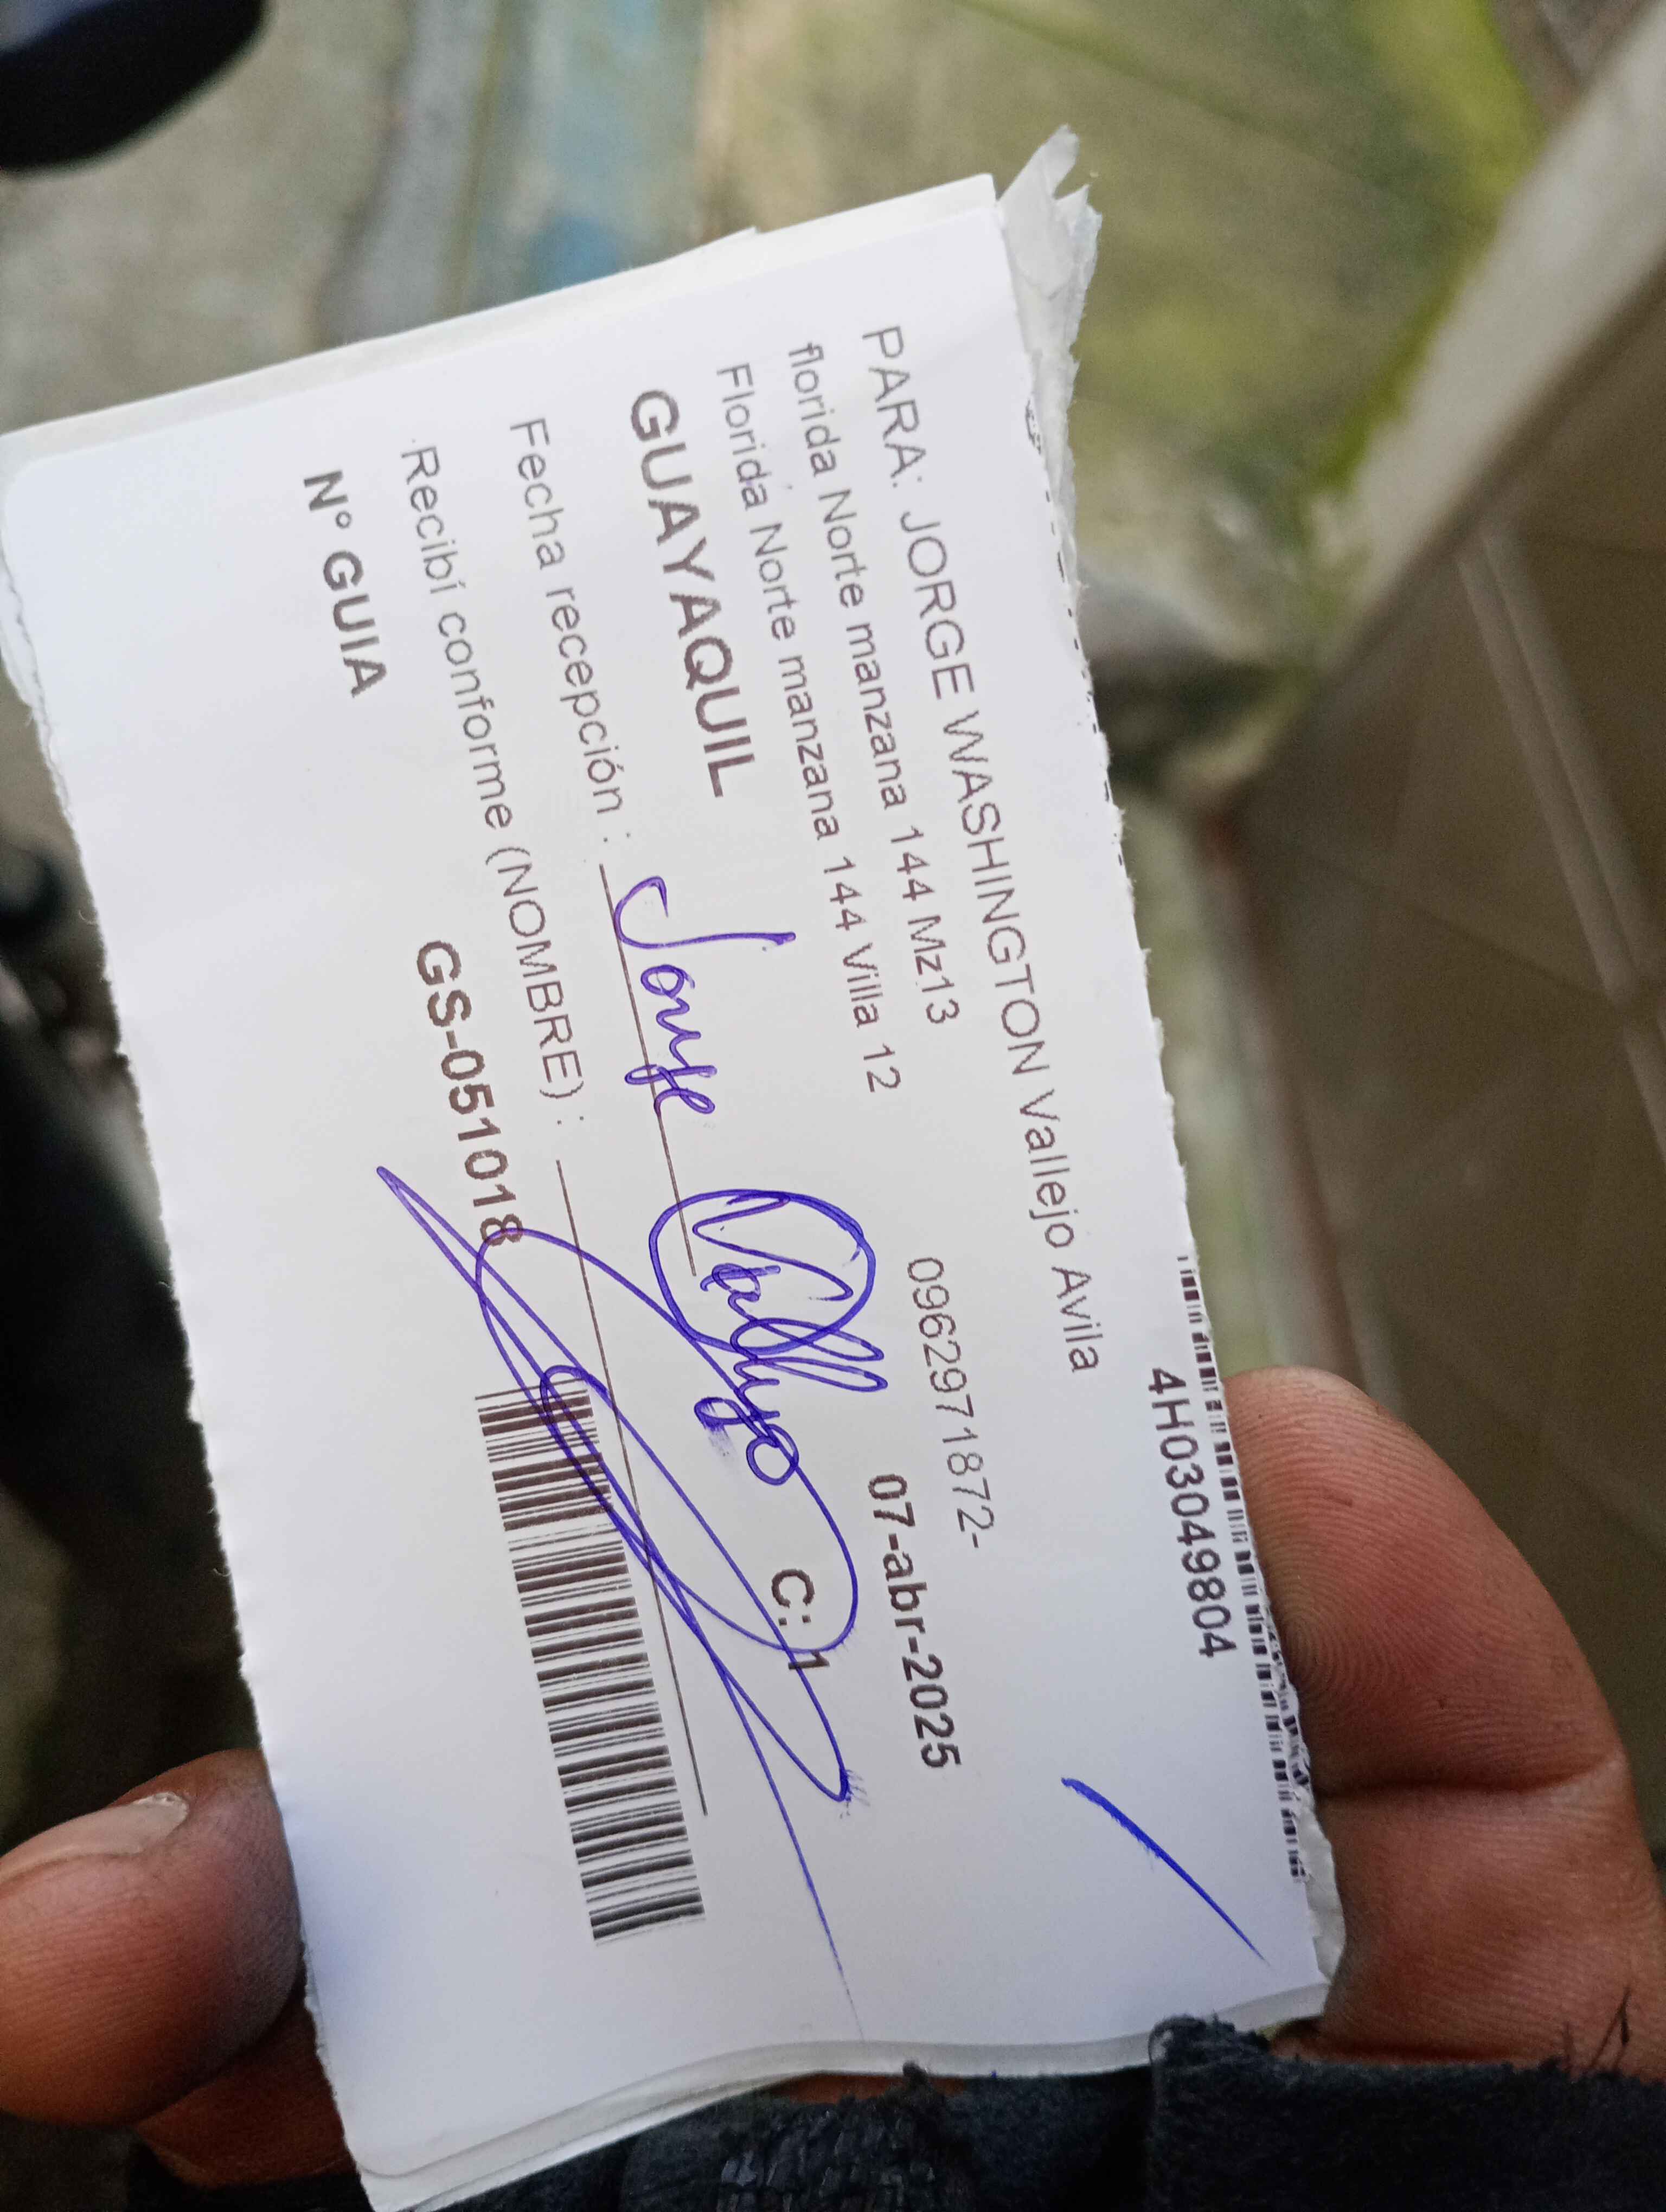 4H03049804
PARA: JORGE WASHINGTON Vallejo Avila
florida Norte manzana 144 Mz13
0962971872-
Florida Norte manzana 144 Villa 12
GUAYAQUIL
07-abr-2025
Fecha recepción : Jorge Vallejo
C: 1
Recibí conforme (NOMBRE) :
Nº GUIA
GS-051018